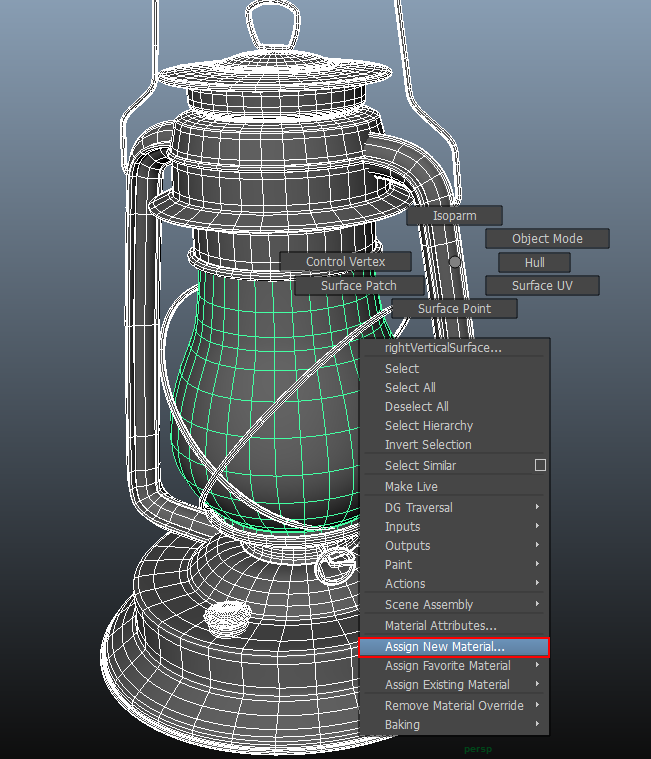 Isoparm
Object Mode
Control Vertex
Hull
Surface Patch
Surface UV
Surface Point
rightVerticalSurface...
Select
Select All
Deselect All
Select Hierarchy
Invert Selection
Select Similar
Make Live
DG Traversal
Inputs
Outputs
Paint
Actions
Scene Assembly
Material Attributes...
Assign New Material...
Assign Favorite Material
Assign Existing Material
Remove Material Override
Baking
persp